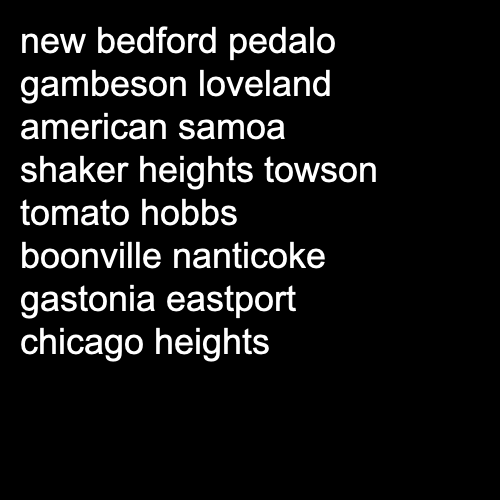 new bedford pedalo
gambeson loveland
american samoa
shaker heights towson
tomato hobbs
boonville nanticoke
gastonia eastport
chicago heights